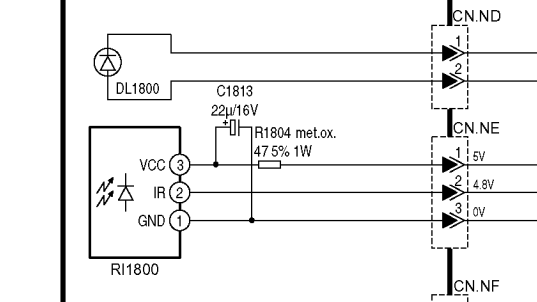 CN.ND
1
2
DL1800
C1813
22µ/16V
+
R1804 met.ox.
47 5% 1W
CN.NE
VCC 3
1 5V
IR 2
2 4.8V
GND 1
3 0V
RI1800
CN.NF